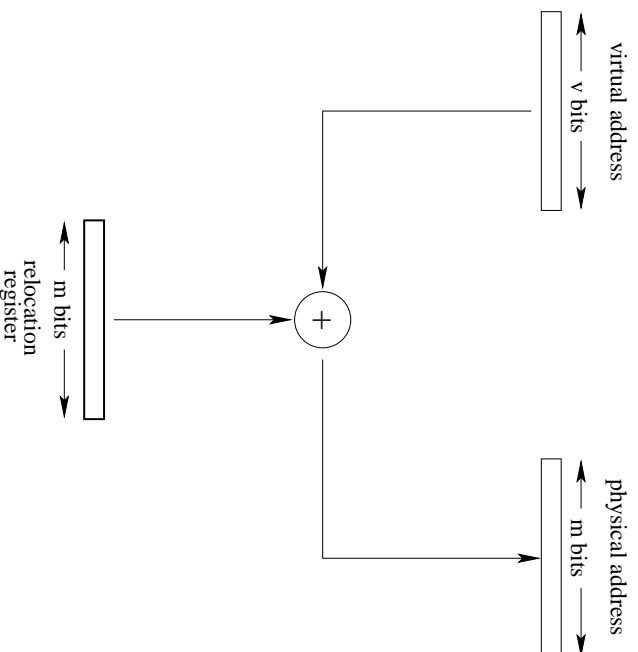 virtual address
v bits
+
m bits
relocation
register
physical address
m bits